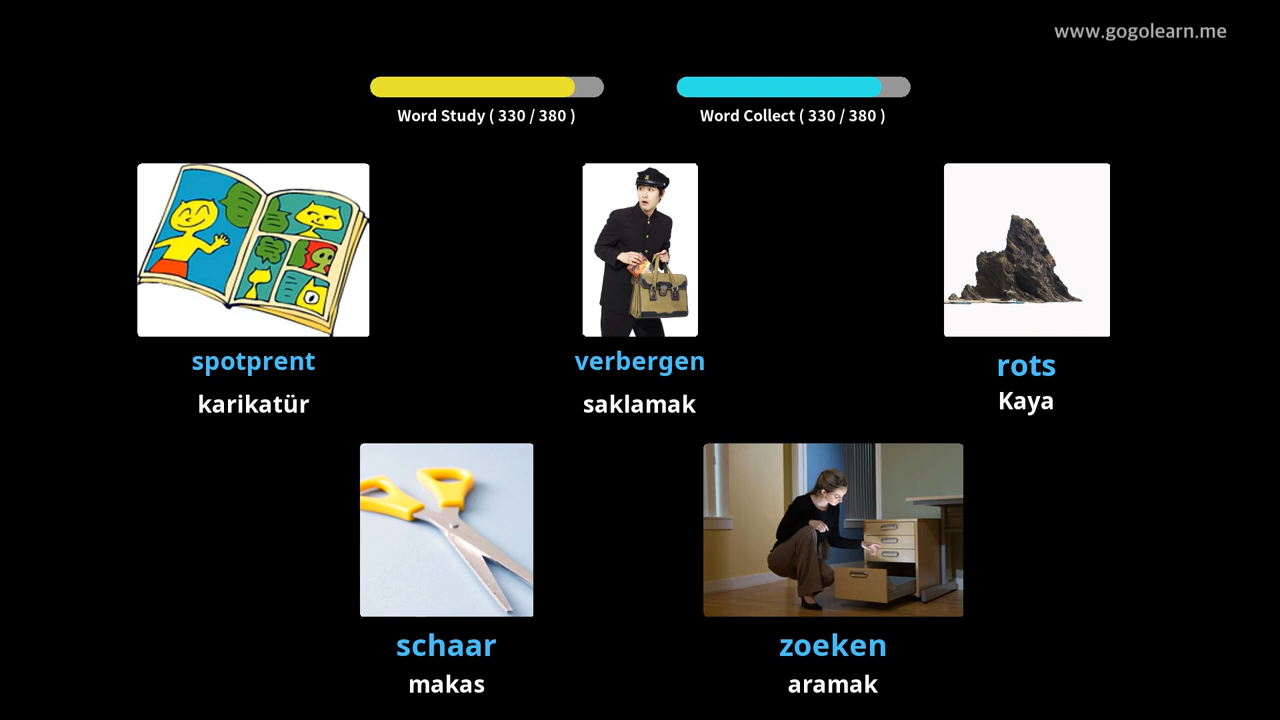 www.gogolearn.me
Word Study ( 330 / 380 )
Word Collect ( 330 / 380 )
spotprent
karikatür
verbergen
saklamak
rots
Kaya
schaar
makas
zoeken
aramak